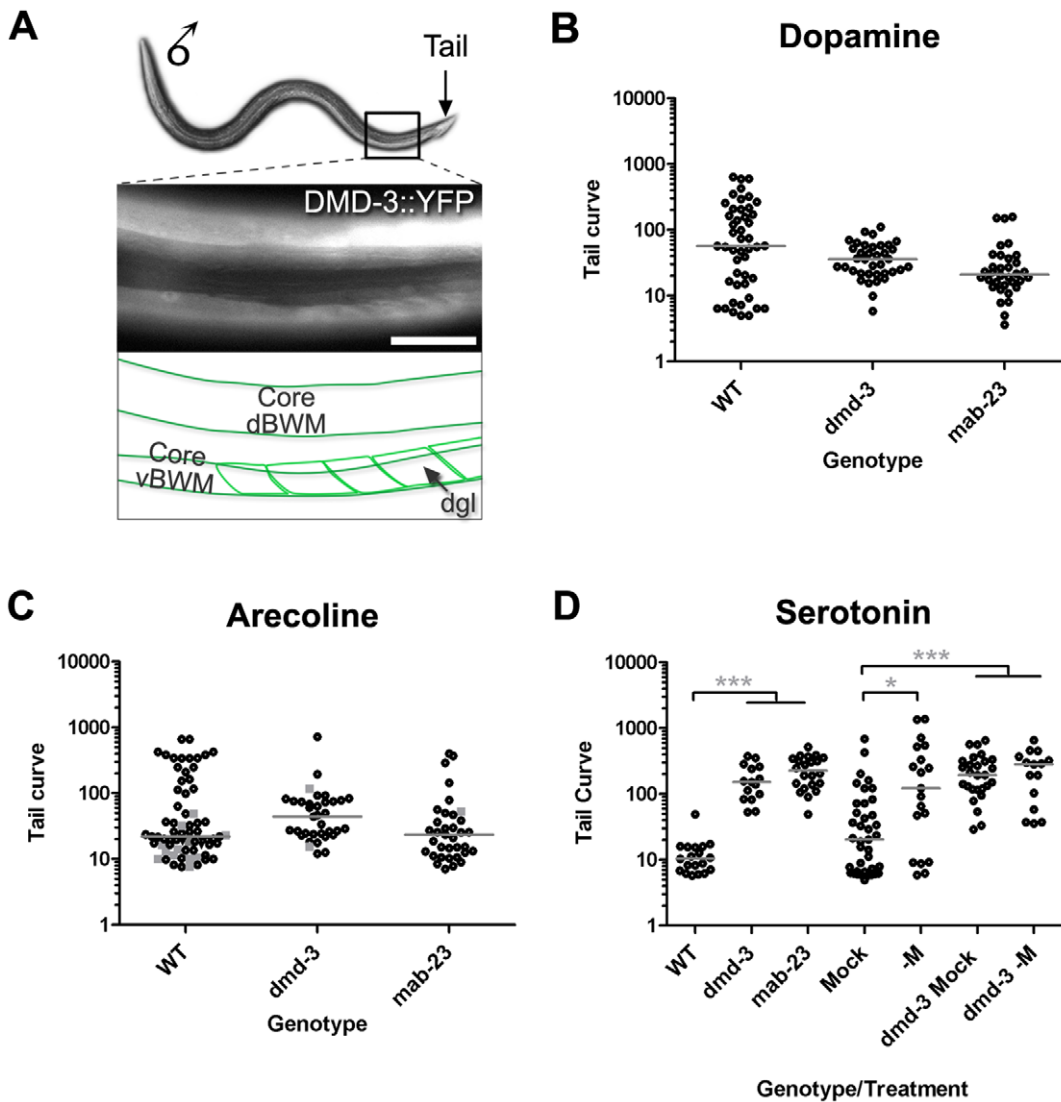 A
♂
Tail
DMD-3::YFP
Core
dBWM
Core
vBWM
dgl
B
Dopamine
10000
1000
100
10
1
Tail curve
WT
dmd-3
mab-23
Genotype
C
Arecoline
10000
1000
100
10
1
Tail curve
WT
dmd-3
mab-23
Genotype
D
Serotonin
10000
1000
100
10
1
Tail Curve
***
*
***
WT
dmd-3
mab-23
Mock
-M
dmd-3 Mock
dmd-3 -M
Genotype/Treatment